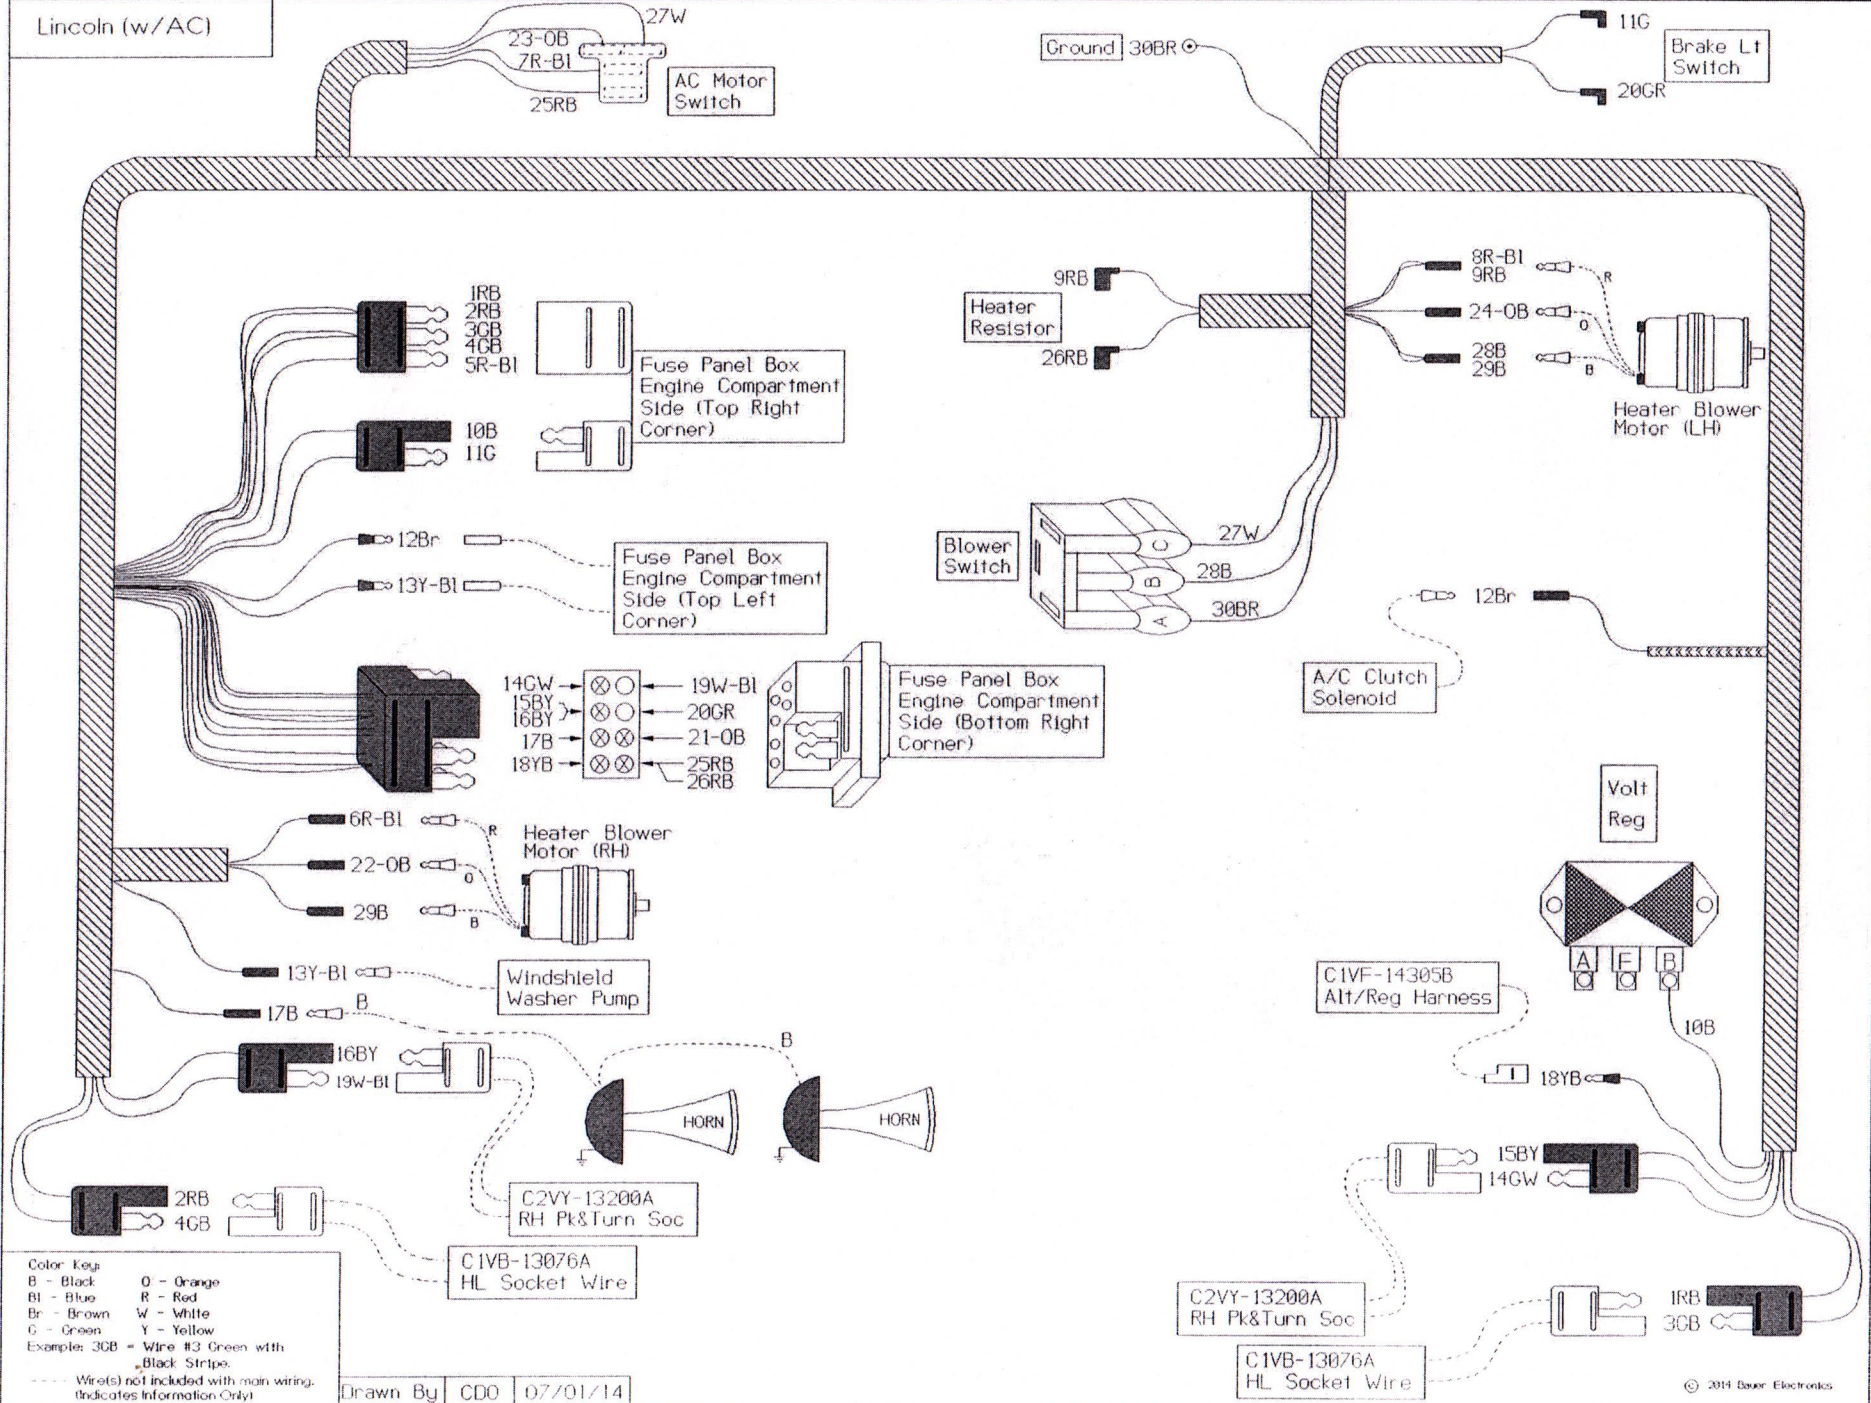 Lincoln (w/AC)
27W
23-OB
7R-Bl
25RB
AC Motor
Switch
Ground
30BR
11G
20GR
Brake Lt
Switch
1RB
2RB
3GB
4GB
5R-Bl
Fuse Panel Box
Engine Compartment
Side (Top Right
Corner)
10B
11G
12Br
13Y-Bl
Fuse Panel Box
Engine Compartment
Side (Top Left
Corner)
14GW
15BY
16BY
17B
18YB
19W-Bl
20GR
21-OB
25RB
26RB
Fuse Panel Box
Engine Compartment
Side (Bottom Right
Corner)
9RB
Heater
Resistor
26RB
8R-Bl
9RB
R
24-OB
O
28B
29B
B
Heater Blower
Motor (LH)
Blower
Switch
C
B
A
27W
28B
30BR
12Br
A/C Clutch
Solenoid
6R-Bl
R
22-OB
O
29B
B
Heater Blower
Motor (RH)
13Y-Bl
Windshield
Washer Pump
17B
B
B
HORN
HORN
16BY
19W-Bl
C2VY-13200A
RH Pk&Turn Soc
2RB
4GB
C1VB-13076A
HL Socket Wire
Volt
Reg
A
F
B
10B
C1VF-14305B
Alt/Reg Harness
18YB
15BY
14GW
C2VY-13200A
RH Pk&Turn Soc
1RB
3GB
C1VB-13076A
HL Socket Wire
Color Key:
B - Black O - Orange
Bl - Blue R - Red
Br - Brown W - White
G - Green Y - Yellow
Example: 3GB = Wire #3 Green with
Black Stripe.
Wire(s) not included with main wiring.
(Indicates Information Only)
Drawn By CDO 07/01/14
© 2014 Bauer Electronics